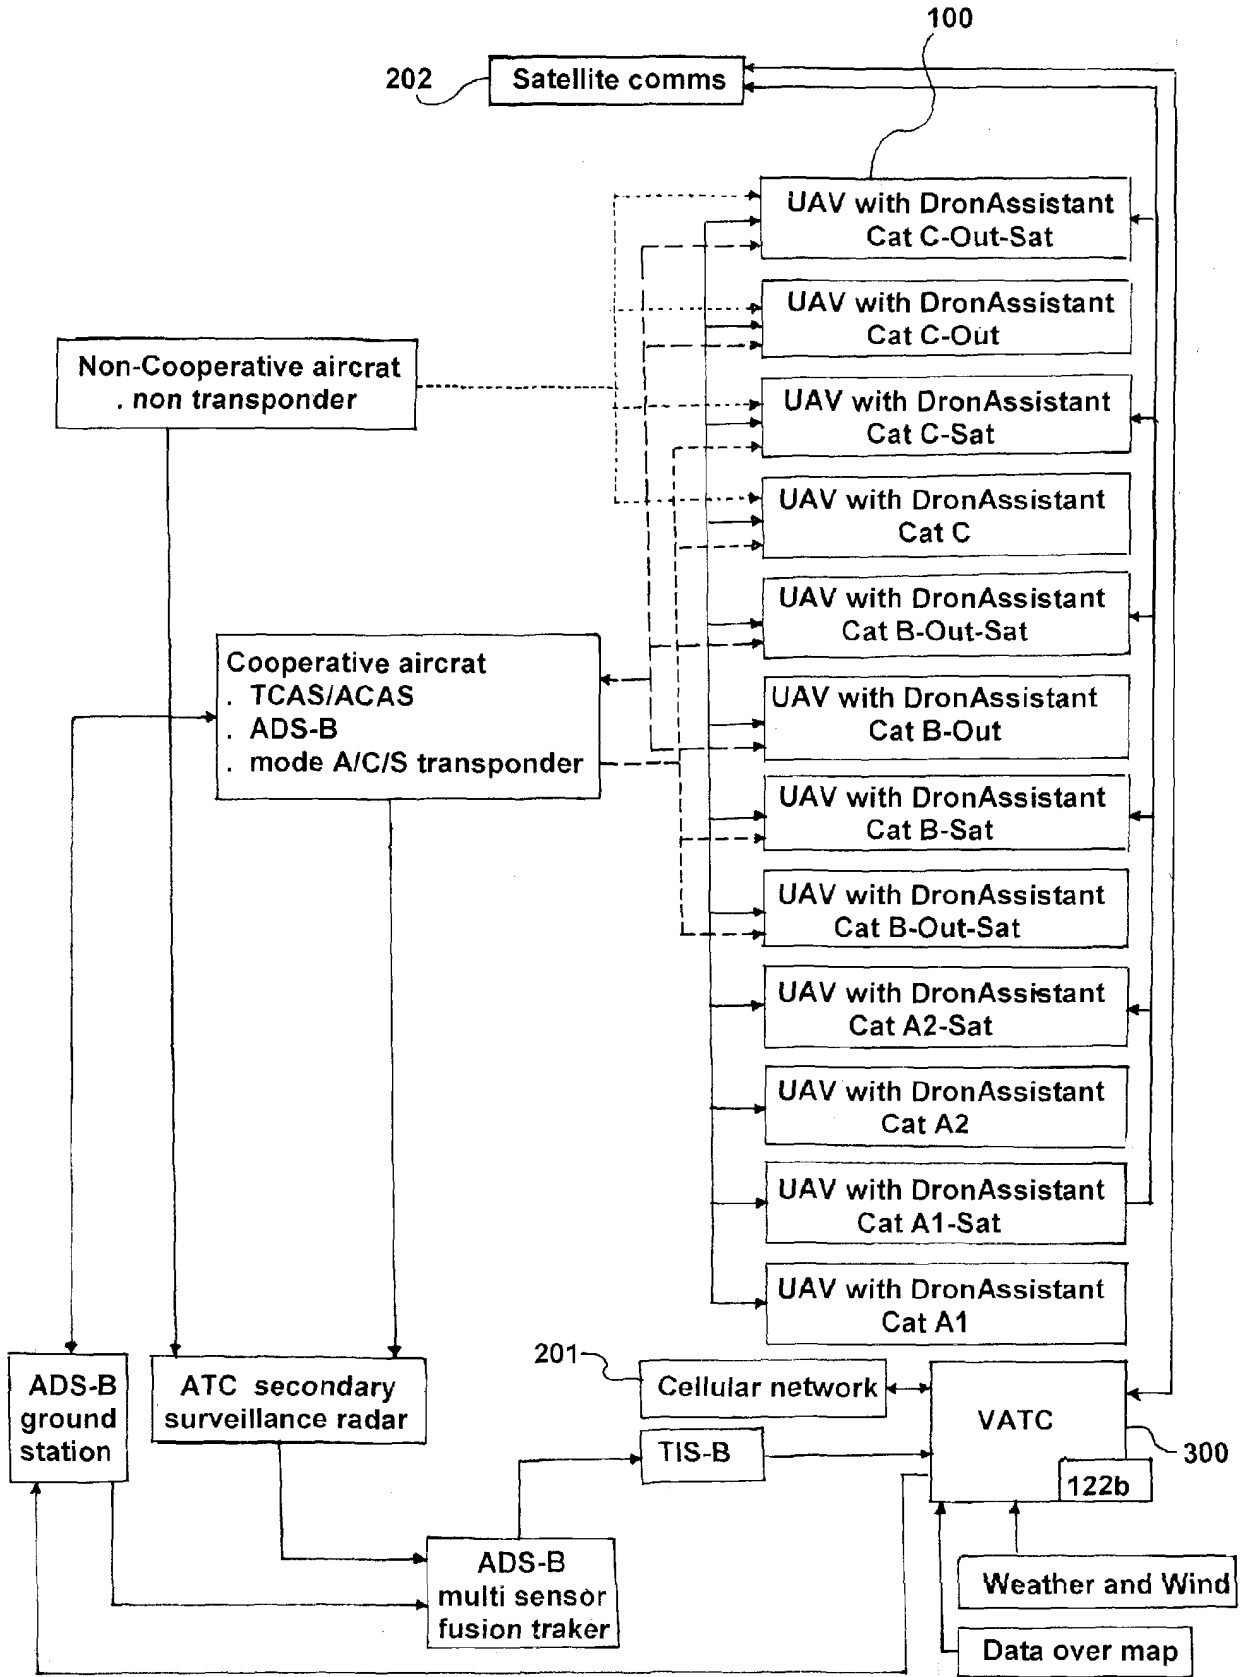 100
202
Satellite comms
UAV with DronAssistant
Cat C-Out-Sat
UAV with DronAssistant
Cat C-Out
Non-Cooperative aircrat
. non transponder
UAV with DronAssistant
Cat C-Sat
UAV with DronAssistant
Cat C
UAV with DronAssistant
Cat B-Out-Sat
Cooperative aircrat
. TCAS/ACAS
. ADS-B
. mode A/C/S transponder
UAV with DronAssistant
Cat B-Out
UAV with DronAssistant
Cat B-Sat
UAV with DronAssistant
Cat B-Out-Sat
UAV with DronAssistant
Cat A2-Sat
UAV with DronAssistant
Cat A2
UAV with DronAssistant
Cat A1-Sat
UAV with DronAssistant
Cat A1
ADS-B
ground
station
ATC secondary
surveillance radar
201
Cellular network
TIS-B
VATC
300
122b
ADS-B
multi sensor
fusion traker
Weather and Wind
Data over map